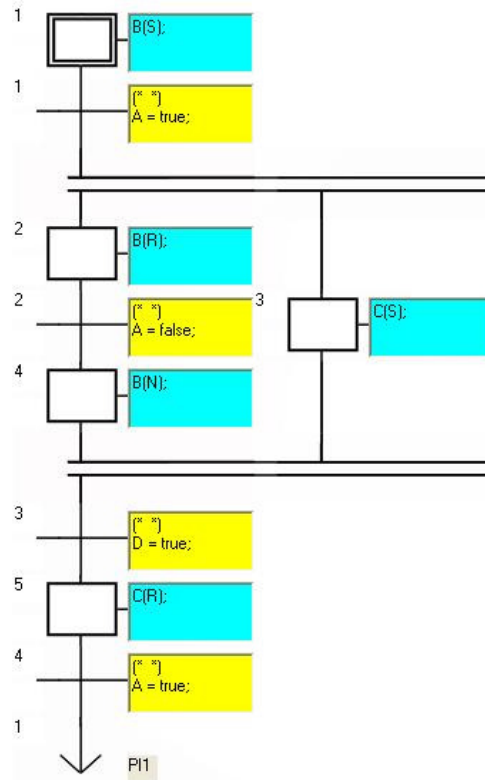 1
B(S);
1
(* *)
A = true;
2
B(R);
2
(* *)
A = false;
3
C(S);
4
B(N);
3
(* *)
D = true;
5
C(R);
4
(* *)
A = true;
1
PI1